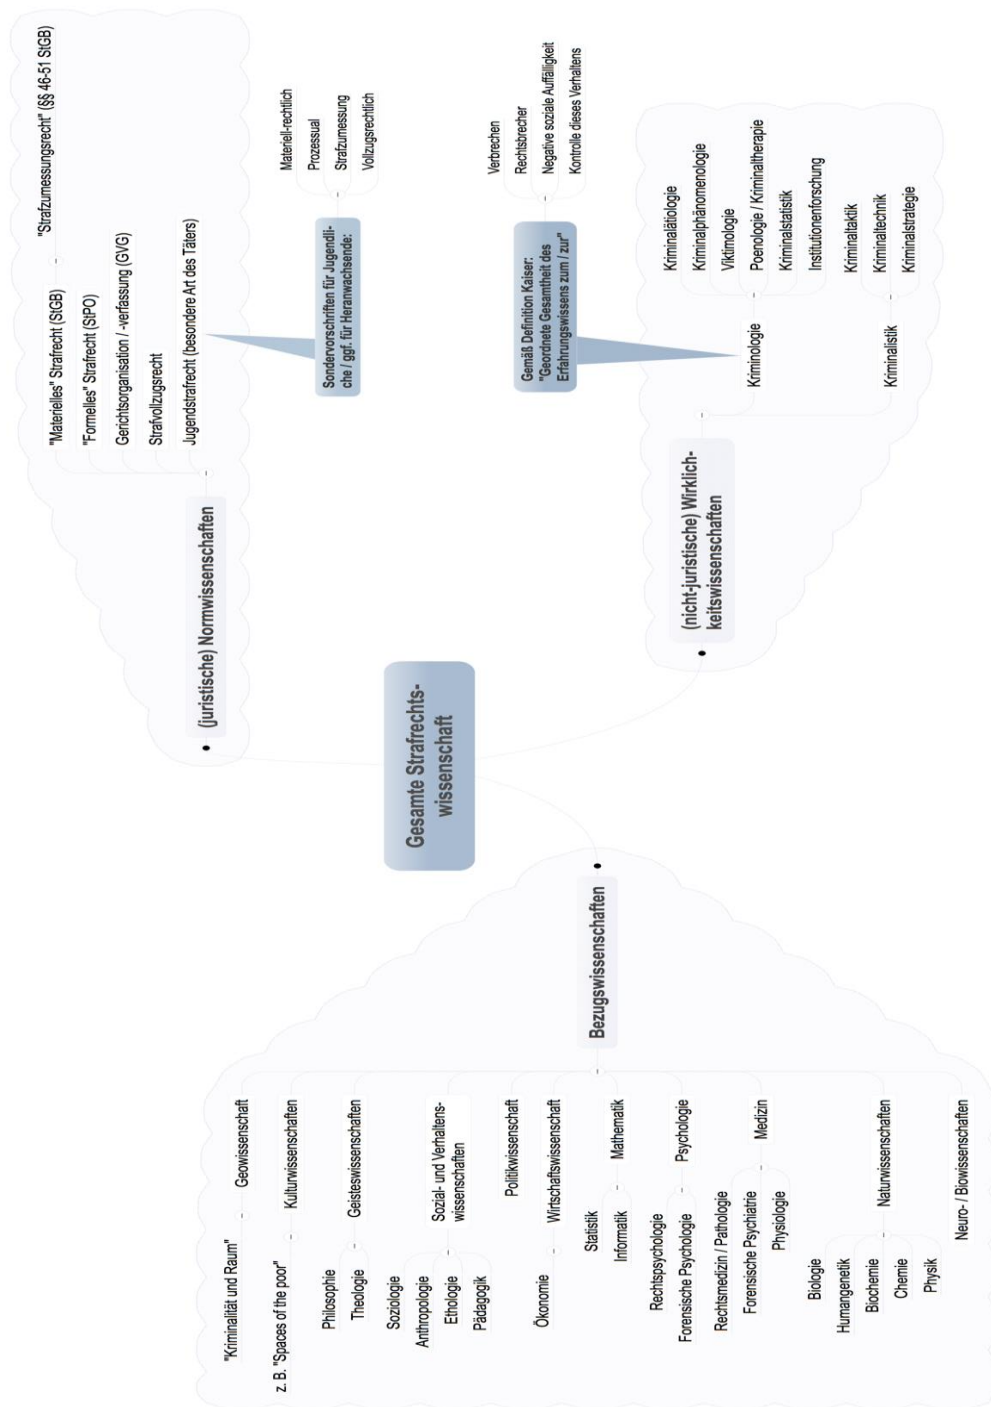 Gesamte Strafrechts-
wissenschaft
(juristische) Normwissenschaften
"Materielles" Strafrecht (StGB)
"Strafzumessungsrecht" (§§ 46-51 StGB)
"Formelles" Strafrecht (StPO)
Gerichtsorganisation / -verfassung (GVG)
Strafvollzugsrecht
Jugendstrafrecht (besondere Art des Täters)
Sondervorschriften für Jugendli-
che / ggf. für Heranwachsende:
Materiell-rechtlich
Prozessual
Strafzumessung
Vollzugsrechtlich
(nicht-juristische) Wirklich-
keitswissenschaften
Gemäß Definition Kaiser:
"Geordnete Gesamtheit des
Erfahrungswissens zum / zur"
Verbrechen
Rechtsbrecher
Negative soziale Auffälligkeit
Kontrolle dieses Verhaltens
Kriminologie
Kriminalätiologie
Kriminalphänomenologie
Viktimologie
Poenologie / Kriminaltherapie
Kriminalstatistik
Institutionenforschung
Kriminalistik
Kriminaltaktik
Kriminaltechnik
Kriminalstrategie
Bezugswissenschaften
Geowissenschaft
"Kriminalität und Raum"
Kulturwissenschaften
z. B. "Spaces of the poor"
Geisteswissenschaften
Philosophie
Theologie
Sozial- und Verhaltens-
wissenschaften
Soziologie
Anthropologie
Ethologie
Pädagogik
Politikwissenschaft
Wirtschaftswissenschaft
Ökonomie
Mathematik
Statistik
Informatik
Psychologie
Rechtspsychologie
Forensische Psychologie
Medizin
Rechtsmedizin / Pathologie
Forensische Psychiatrie
Physiologie
Naturwissenschaften
Biologie
Humangenetik
Biochemie
Chemie
Physik
Neuro- / Biowissenschaften